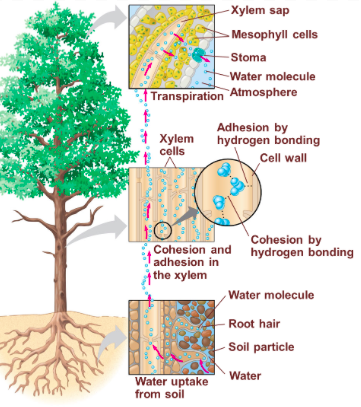 Xylem sap
Mesophyll cells
Stoma
Water molecule
Atmosphere
Transpiration
Adhesion by
hydrogen bonding
Xylem
cells
Cell wall
Cohesion and
adhesion in
the xylem
Cohesion by
hydrogen bonding
Water molecule
Root hair
Soil particle
Water
Water uptake
from soil